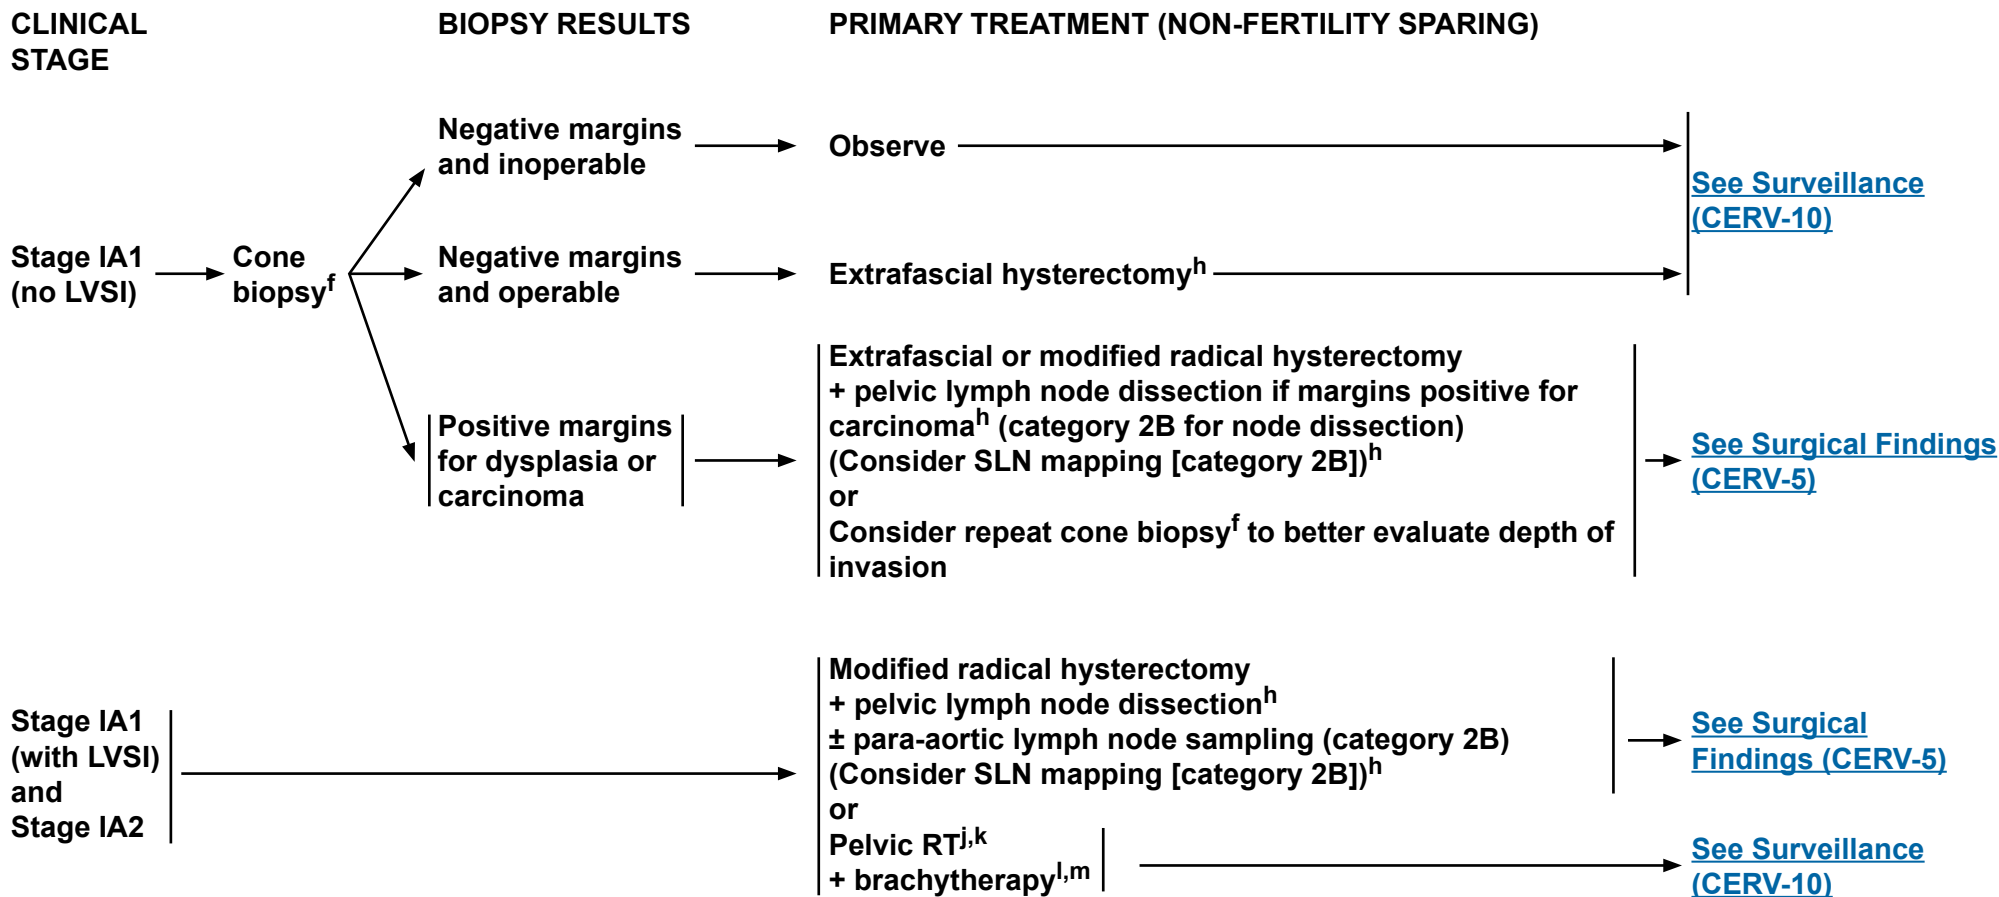 CLINICAL
STAGE
BIOPSY RESULTS
PRIMARY TREATMENT (NON-FERTILITY SPARING)
Stage IA1
(no LVSI)
Cone
biopsyf
Negative margins
and inoperable
Observe
See Surveillance
(CERV-10)
Negative margins
and operable
Extrafascial hysterectomyh
Positive margins
for dysplasia or
carcinoma
Extrafascial or modified radical hysterectomy
+ pelvic lymph node dissection if margins positive for
carcinomah (category 2B for node dissection)
(Consider SLN mapping [category 2B])h
or
Consider repeat cone biopsyf to better evaluate depth of
invasion
See Surgical Findings
(CERV-5)
Stage IA1
(with LVSI)
and
Stage IA2
Modified radical hysterectomy
+ pelvic lymph node dissectionh
± para-aortic lymph node sampling (category 2B)
(Consider SLN mapping [category 2B])h
or
Pelvic RTj,k
+ brachytherapyl,m
See Surgical
Findings (CERV-5)
See Surveillance
(CERV-10)